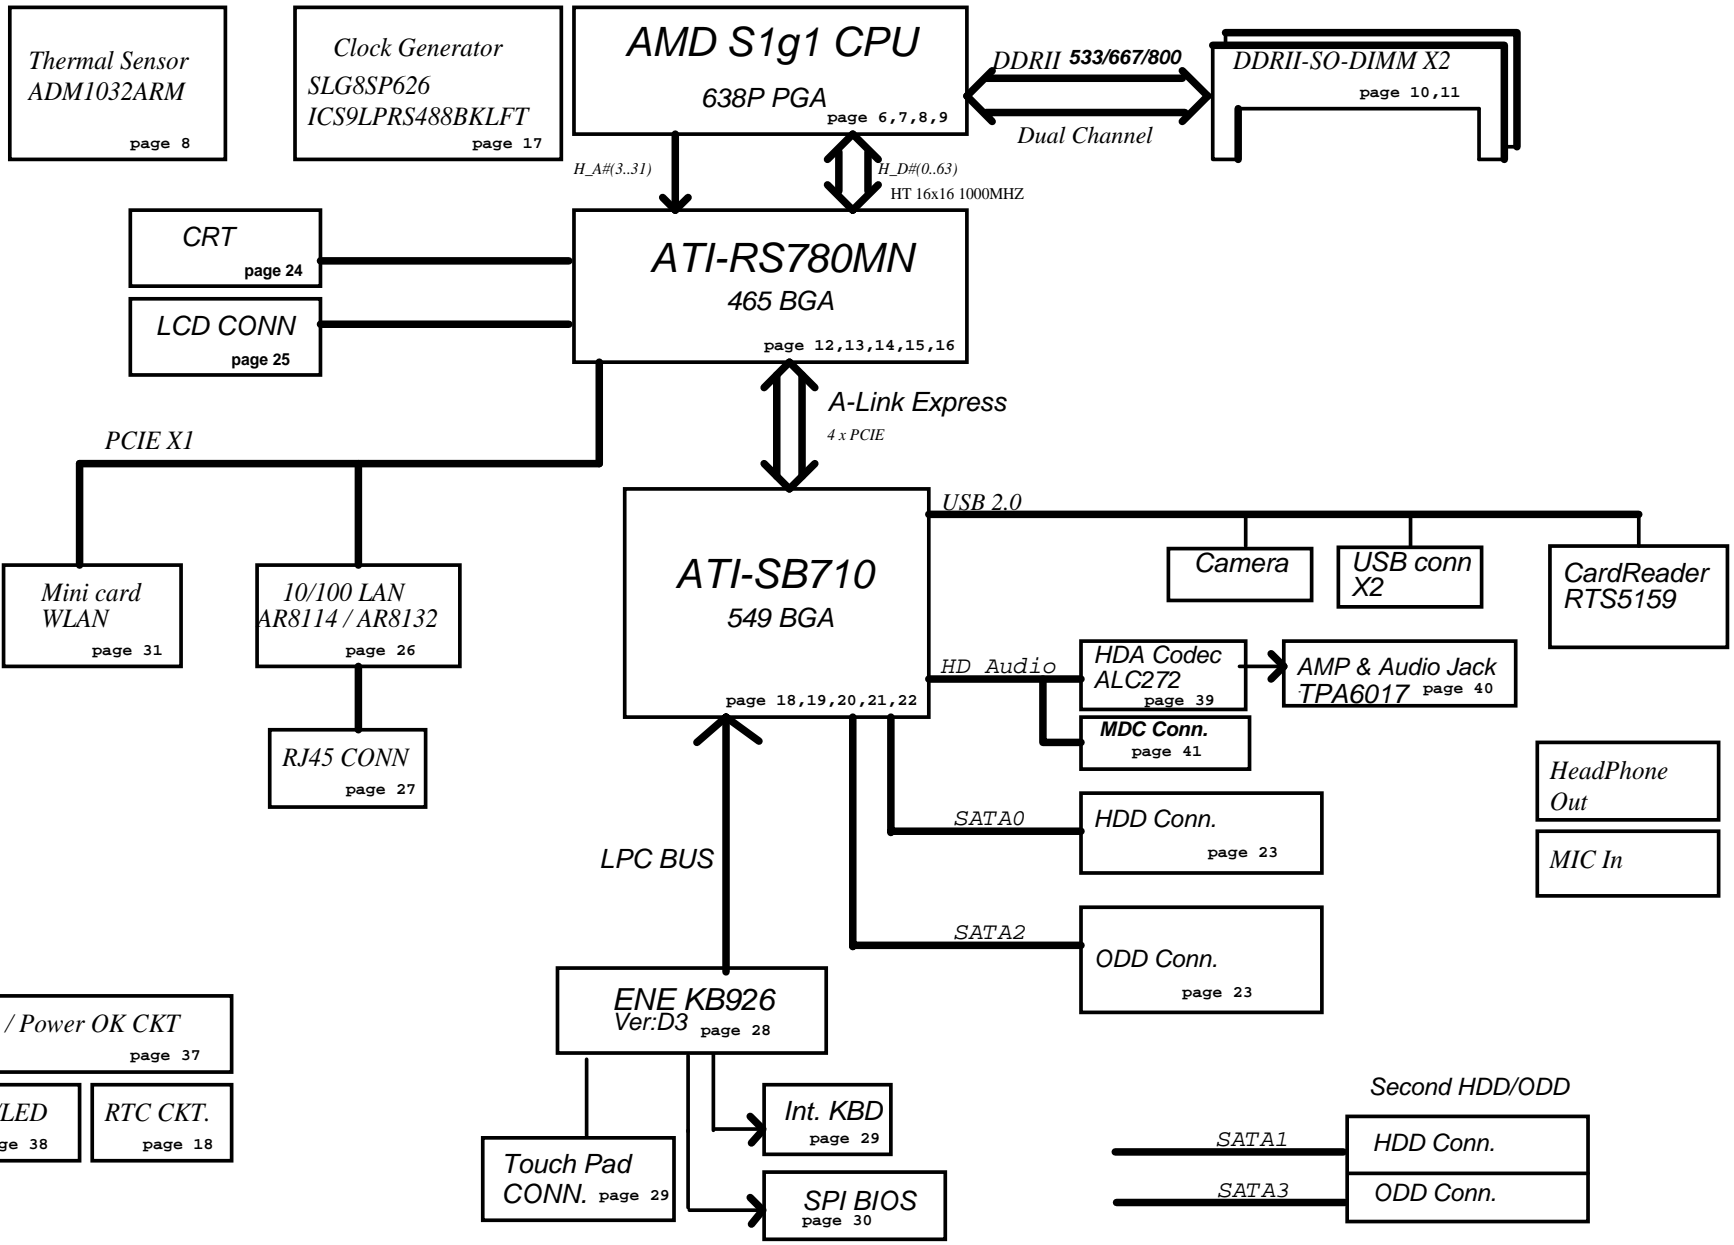 Thermal Sensor
ADM1032ARM
page 8
Clock Generator
SLG8SP626
ICS9LPRS488BKLFT
page 17
AMD S1g1 CPU
638P PGA
page 6,7,8,9
DDRII 533/667/800
Dual Channel
DDRII-SO-DIMM X2
page 10,11
H_A#(3..31)
H_D#(0..63)
HT 16x16 1000MHZ
CRT
page 24
LCD CONN
page 25
ATI-RS780MN
465 BGA
page 12,13,14,15,16
A-Link Express
4 x PCIE
PCIE X1
Mini card
WLAN
page 31
10/100 LAN
AR8114 / AR8132
page 26
RJ45 CONN
page 27
ATI-SB710
549 BGA
page 18,19,20,21,22
USB 2.0
Camera
USB conn
X2
CardReader
RTS5159
HD Audio
HDA Codec
ALC272
page 39
AMP & Audio Jack
TPA6017 page 40
MDC Conn.
page 41
HeadPhone
Out
MIC In
SATA0
HDD Conn.
page 23
SATA2
ODD Conn.
page 23
LPC BUS
ENE KB926
Ver:D3 page 28
/ Power OK CKT
page 37
/LED
ge 38
RTC CKT.
page 18
Touch Pad
CONN. page 29
Int. KBD
page 29
SPI BIOS
page 30
Second HDD/ODD
SATA1
HDD Conn.
SATA3
ODD Conn.